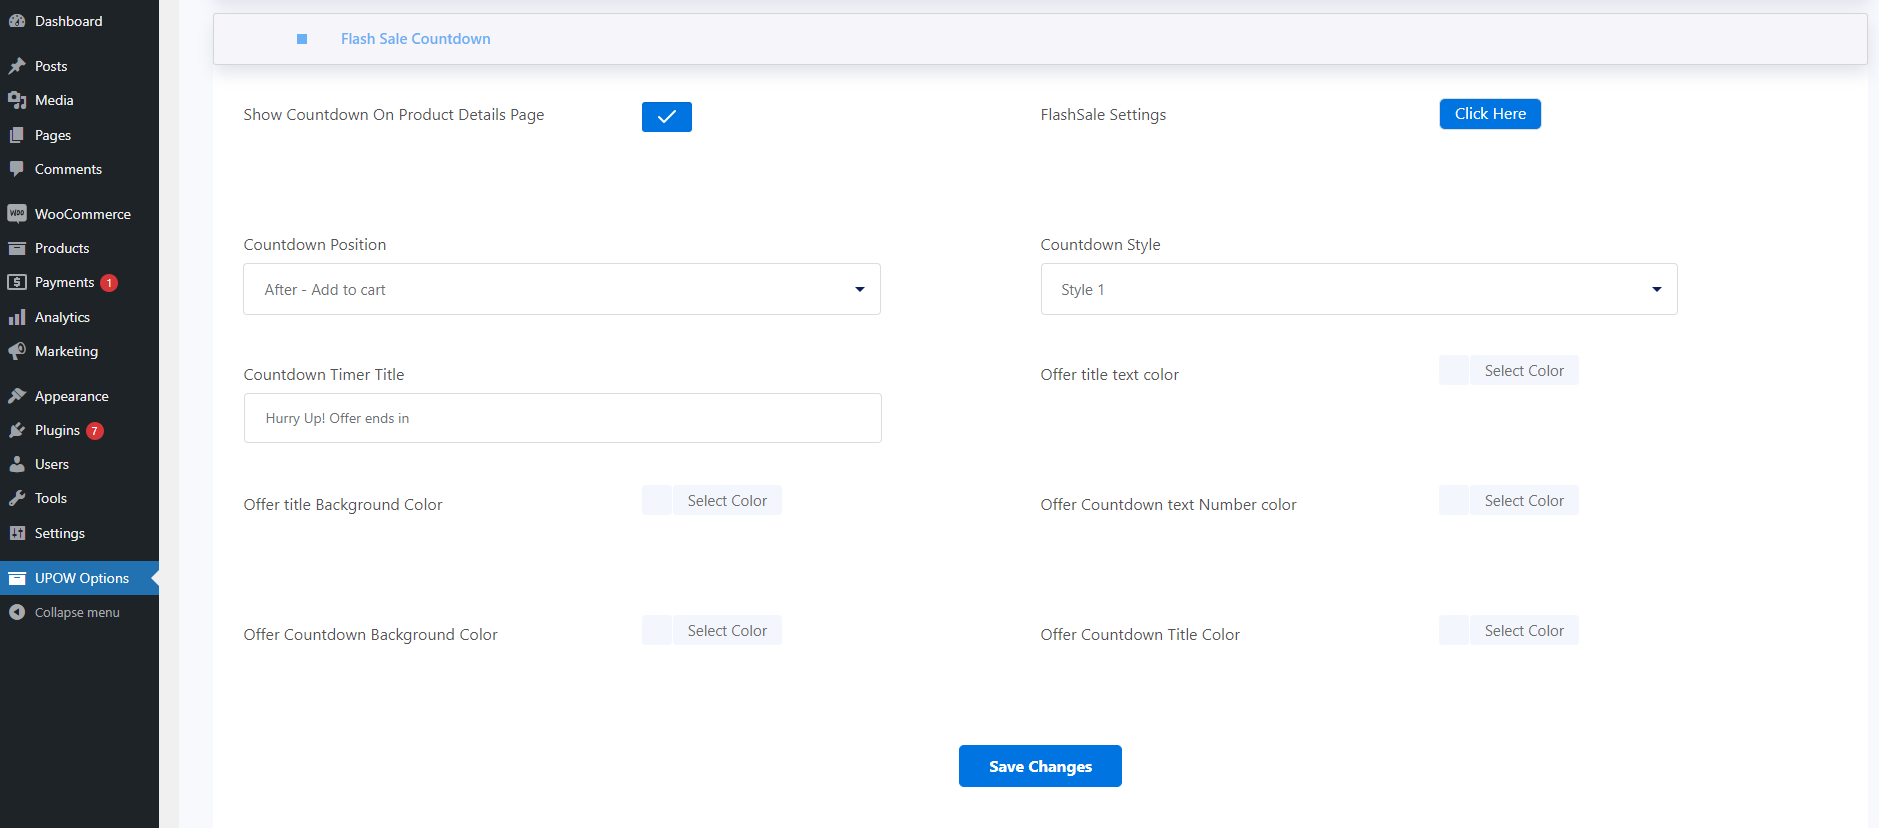 Dashboard
Posts
Media
Pages
Comments
WOO WooCommerce
Products
Payments 1
Analytics
Marketing
Appearance
Plugins 7
Users
Tools
Settings
UPOW Options
Collapse menu
Flash Sale Countdown
Show Countdown On Product Details Page
FlashSale Settings
Click Here
Countdown Position
After - Add to cart
Countdown Style
Style 1
Countdown Timer Title
Hurry Up! Offer ends in
Offer title text color
Select Color
Offer title Background Color
Select Color
Offer Countdown text Number color
Select Color
Offer Countdown Background Color
Select Color
Offer Countdown Title Color
Select Color
Save Changes